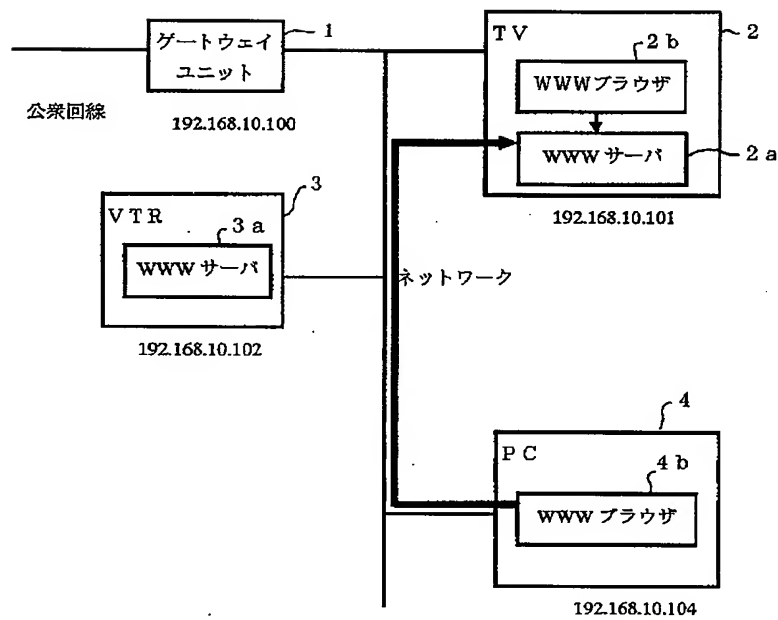 ゲートウェイ
ユニット
1
公衆回線
192.168.10.100
TV
2
2b
WWWブラウザ
WWWサーバ
2a
192.168.10.101
VTR
3
3a
WWWサーバ
192.168.10.102
ネットワーク
PC
4
4b
WWWブラウザ
192.168.10.104